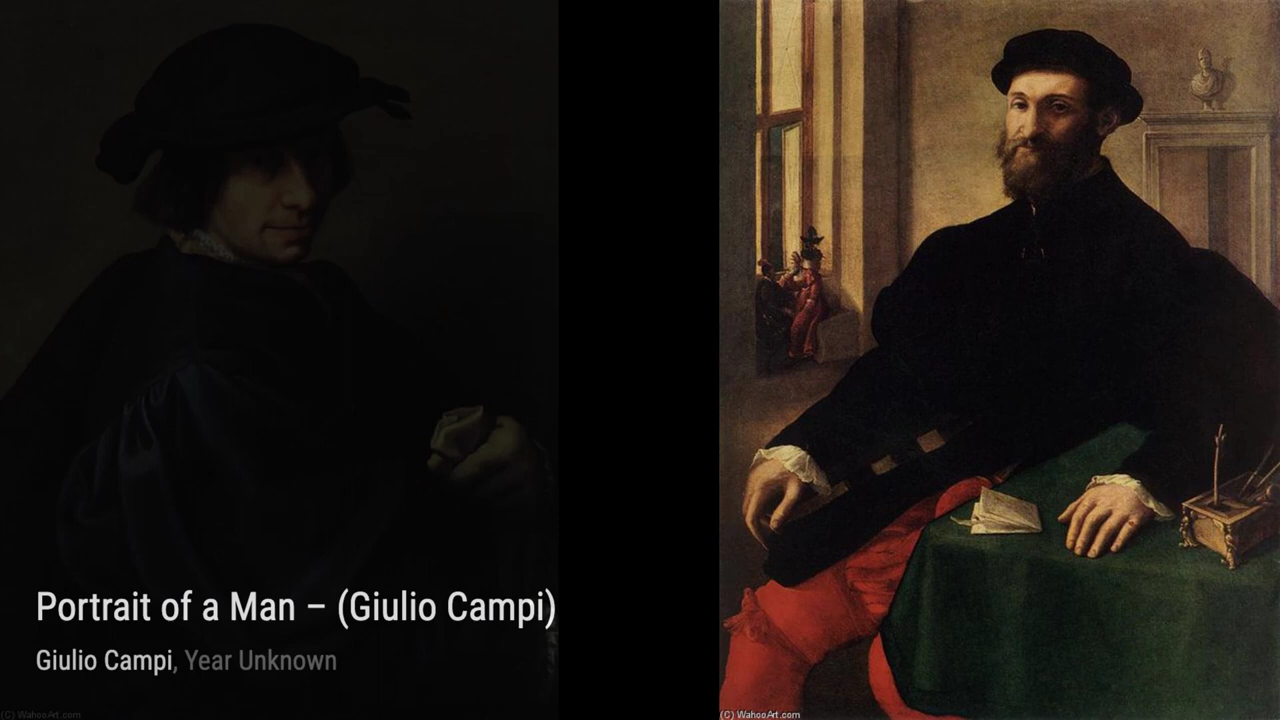 Portrait of a Man – (Giulio Campi)
Giulio Campi, Year Unknown
(C) WahooArt.com
(C) WahooArt.com